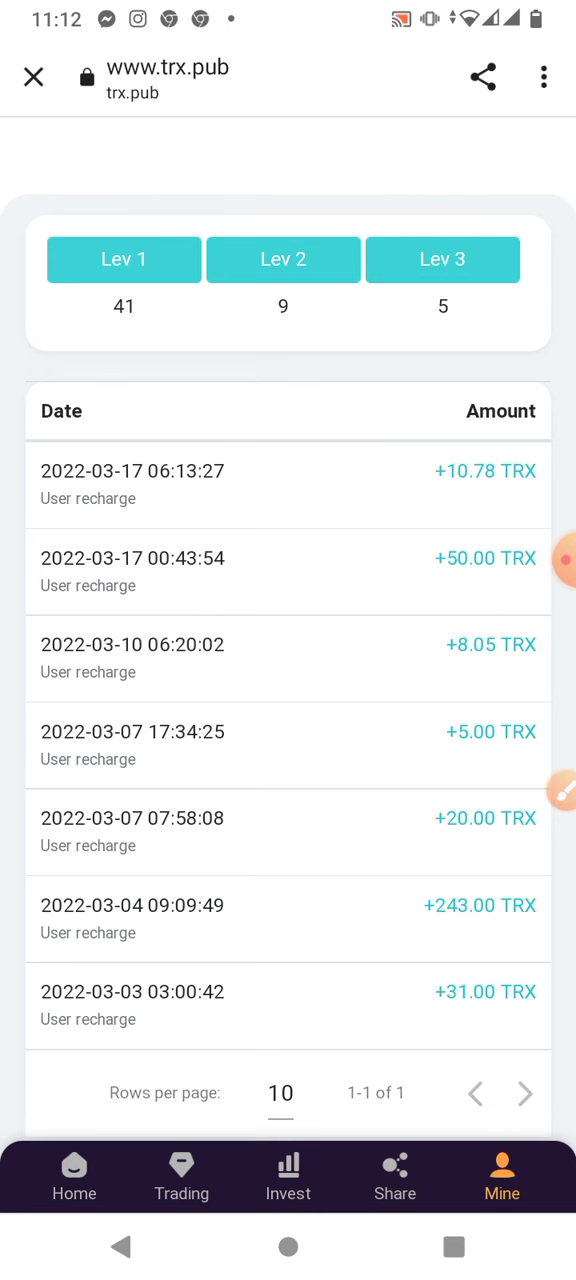 11:12
www.trx.pub
trx.pub
Lev 1 Lev 2 Lev 3
41 9 5
Date Amount
2022-03-17 06:13:27 +10.78 TRX
User recharge
2022-03-17 00:43:54 +50.00 TRX
User recharge
2022-03-10 06:20:02 +8.05 TRX
User recharge
2022-03-07 17:34:25 +5.00 TRX
User recharge
2022-03-07 07:58:08 +20.00 TRX
User recharge
2022-03-04 09:09:49 +243.00 TRX
User recharge
2022-03-03 03:00:42 +31.00 TRX
User recharge
Rows per page: 10 1-1 of 1
Home Trading Invest Share Mine